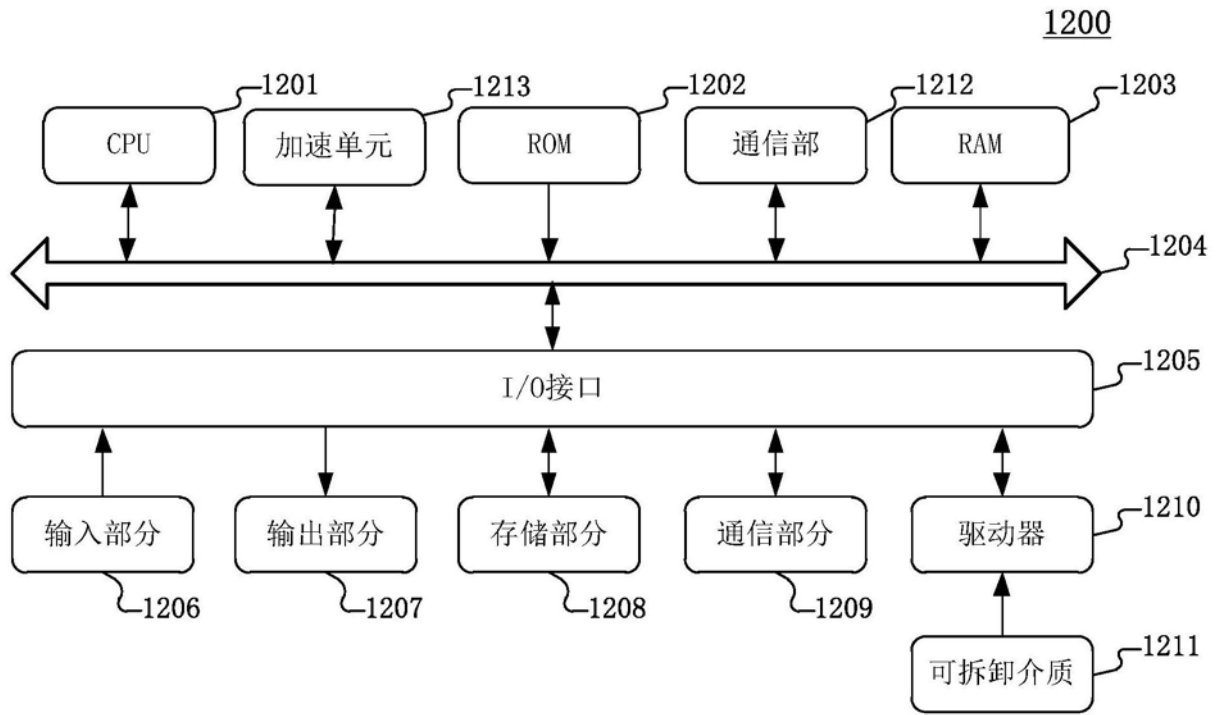 1200
1201
1213
1202
1212
1203
CPU
加速单元
ROM
通信部
RAM
1204
I/O接口
1205
输入部分
输出部分
存储部分
通信部分
驱动器
1210
1206
1207
1208
1209
可拆卸介质
1211